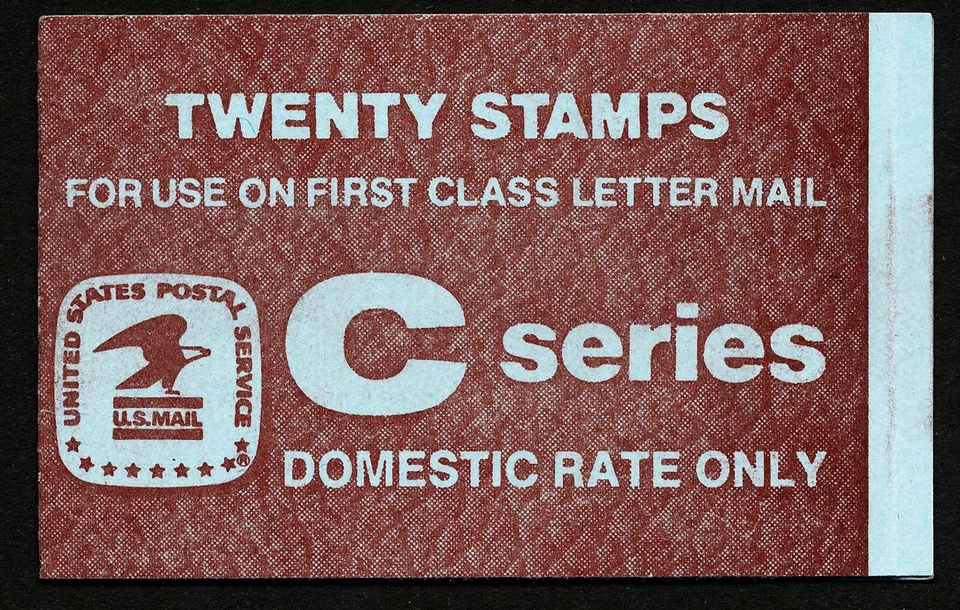 TWENTY STAMPS
FOR USE ON FIRST CLASS LETTER MAIL
UNITED STATES POSTAL SERVICE
U.S.MAIL
®
C series
DOMESTIC RATE ONLY